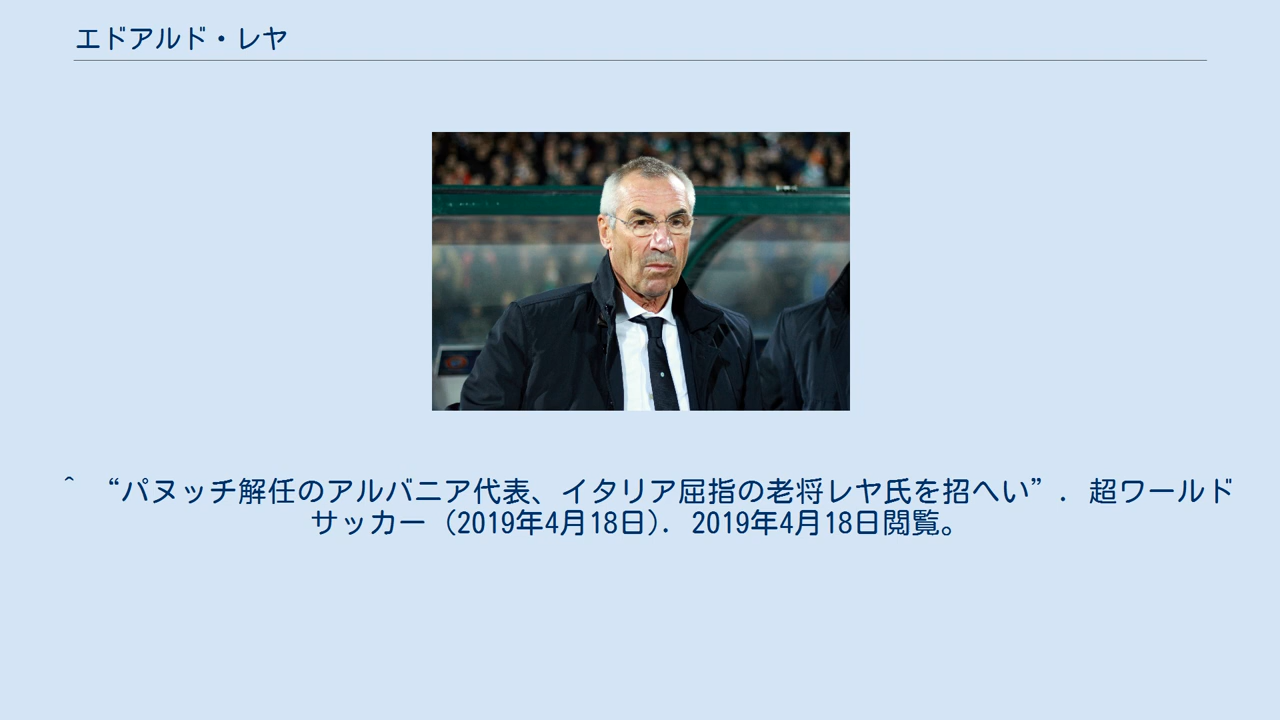 エドアルド・レヤ
^ “パヌッチ解任のアルバニア代表、イタリア屈指の老将レヤ氏を招へい”. 超ワールド
サッカー (2019年4月18日). 2019年4月18日閲覧。